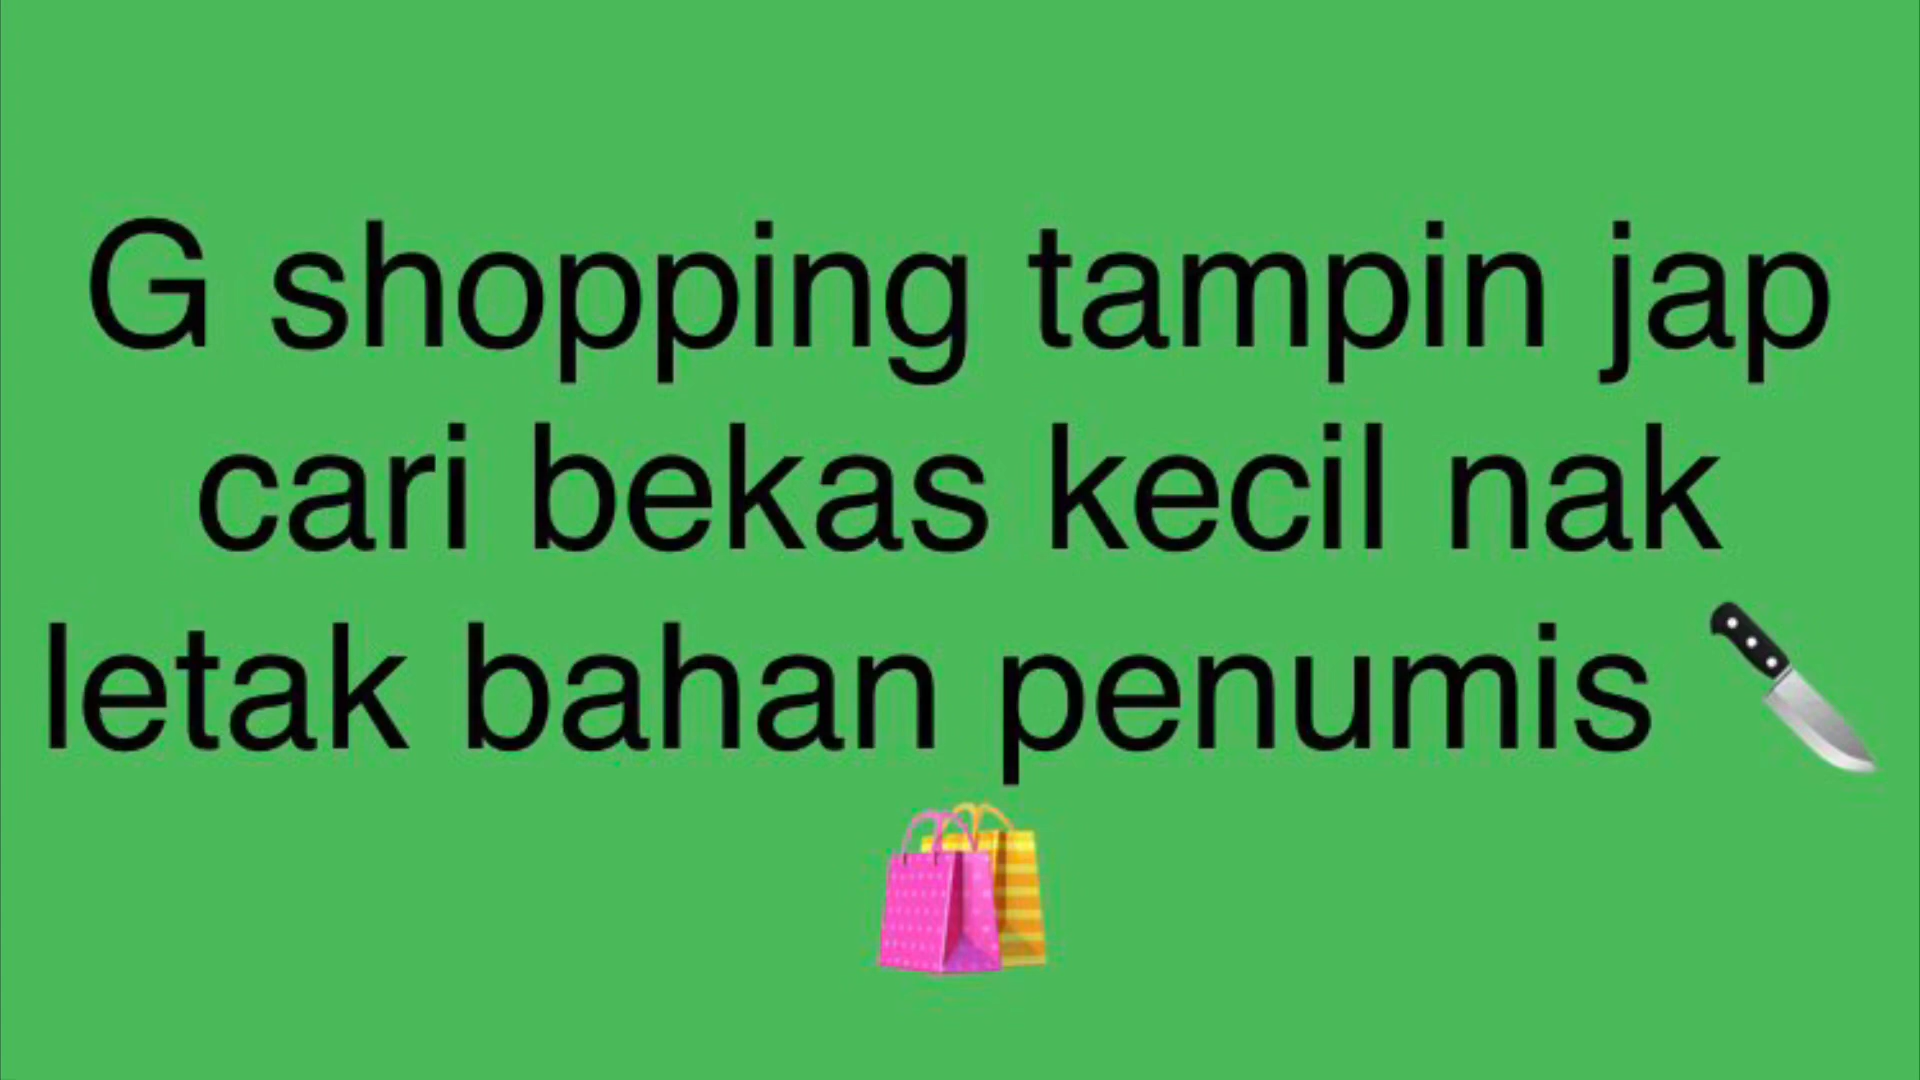 G shopping tampin jap
cari bekas kecil nak
letak bahan penumis 🔪
🛍️